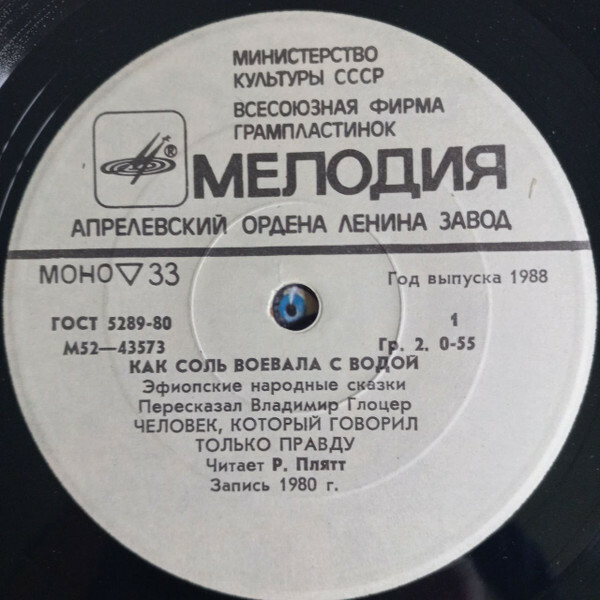 МИНИСТЕРСТВО
КУЛЬТУРЫ СССР
ВСЕСОЮЗНАЯ ФИРМА
ГРАМПЛАСТИНОК
® МЕЛОДИЯ
АПРЕЛЕВСКИЙ ОРДЕНА ЛЕНИНА ЗАВОД
МОНО ▽ 33 Год выпуска 1988
ГОСТ 5289-80 1
М52—43573 Гр. 2. 0-55
КАК СОЛЬ ВОЕВАЛА С ВОДОЙ
Эфиопские народные сказки
Пересказал Владимир Глоцер
ЧЕЛОВЕК, КОТОРЫЙ ГОВОРИЛ
ТОЛЬКО ПРАВДУ
Читает Р. Плятт
Запись 1980 г.